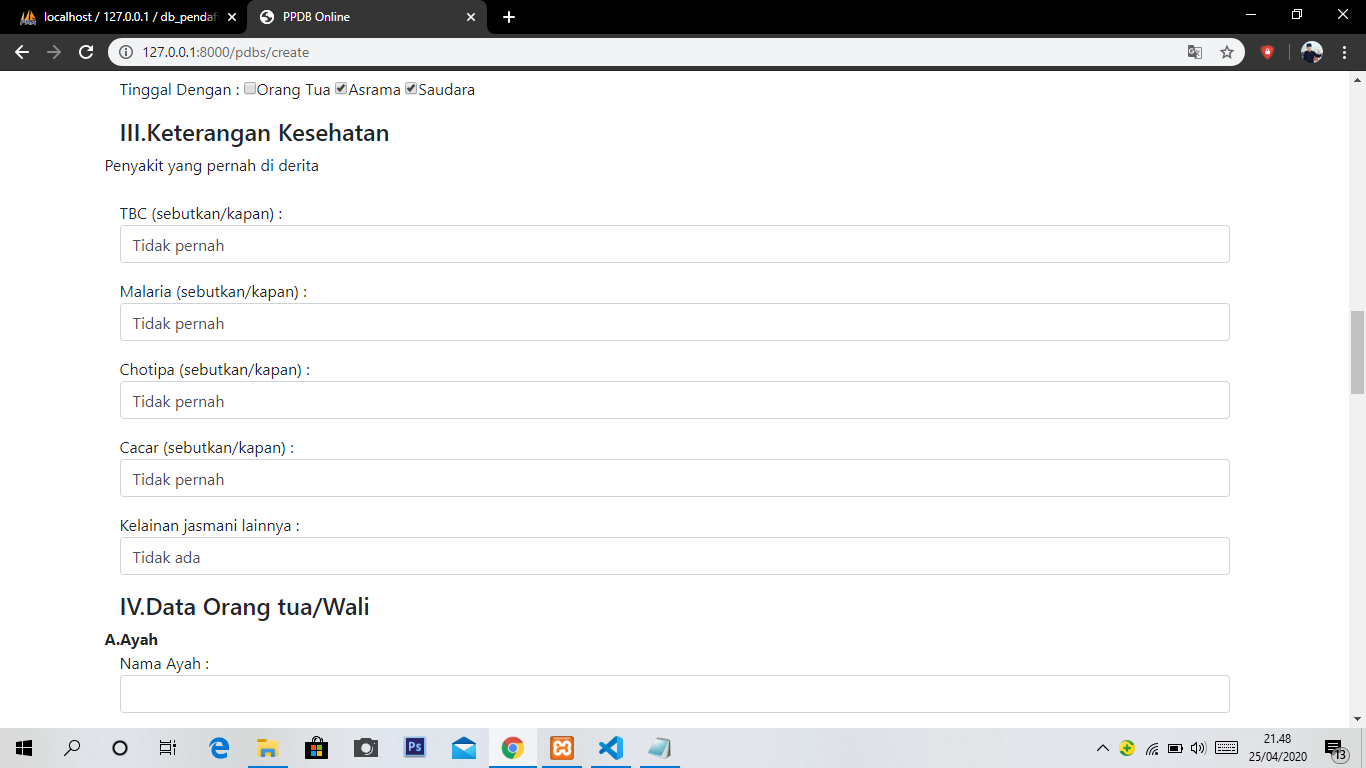 localhost / 127.0.0.1 / db_pendaf
PPDB Online
127.0.0.1:8000/pdbs/create
Tinggal Dengan : Orang Tua Asrama Saudara
III.Keterangan Kesehatan
Penyakit yang pernah di derita
TBC (sebutkan/kapan) :
Tidak pernah
Malaria (sebutkan/kapan) :
Tidak pernah
Chotipa (sebutkan/kapan) :
Tidak pernah
Cacar (sebutkan/kapan) :
Tidak pernah
Kelainan jasmani lainnya :
Tidak ada
IV.Data Orang tua/Wali
A.Ayah
Nama Ayah :
Ps
21.48
25/04/2020
13